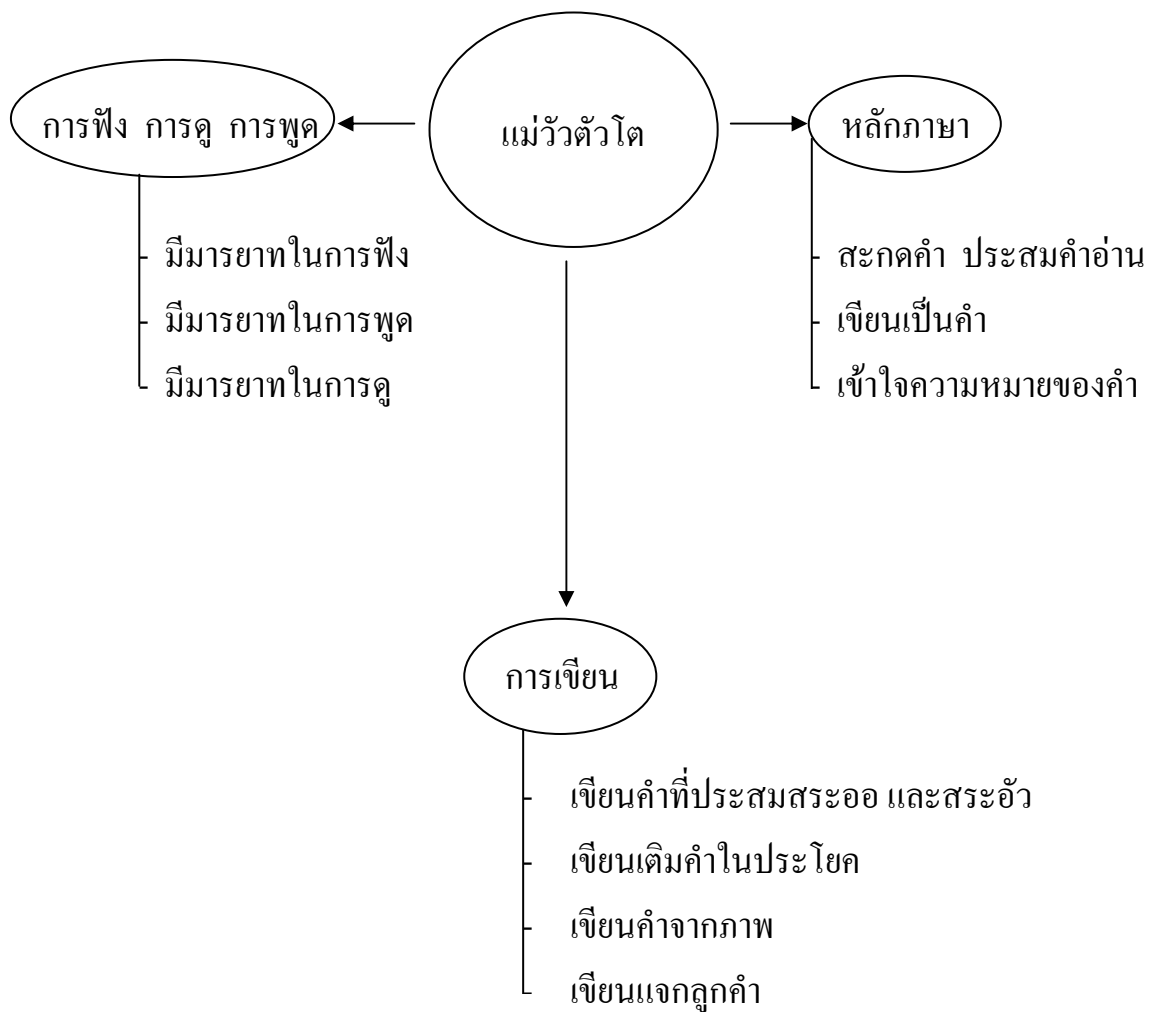 แม่วัวตัวโต
การฟัง การดู การพูด
- มีมารยาทในการฟัง
- มีมารยาทในการพูด
- มีมารยาทในการดู
หลักภาษา
- สะกดคำ ประสมคำอ่าน
- เขียนเป็นคำ
- เข้าใจความหมายของคำ
การเขียน
- เขียนคำที่ประสมสระออ และสระอัว
- เขียนเติมคำในประโยค
- เขียนคำจากภาพ
- เขียนแจกลูกคำ